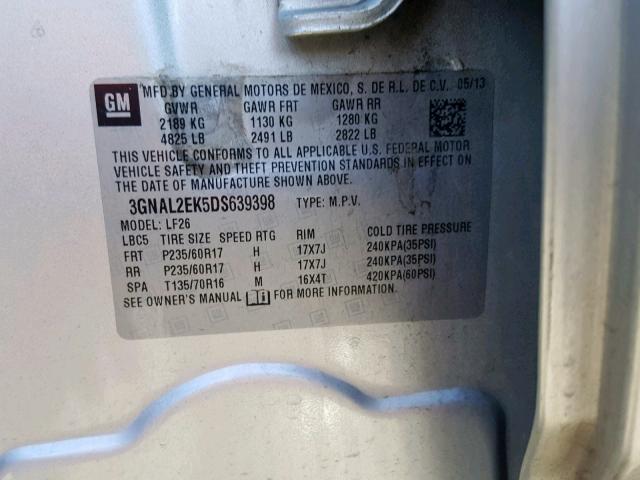 GM
MFD.BY GENERAL MOTORS DE MEXICO, S. DE R.L. DE C.V. 05/13
GVWR GAWR FRT GAWR RR
2189 KG 1130 KG 1280 KG
4825 LB 2491 LB 2822 LB
THIS VEHICLE CONFORMS TO ALL APPLICABLE U.S. FEDERAL MOTOR
VEHICLE SAFETY AND THEFT PREVENTION STANDARDS IN EFFECT ON
THE DATE OF MANUFACTURE SHOWN ABOVE.
3GNAL2EK5DS639398 TYPE: M.P.V.
MODEL: LF26
LBC5 TIRE SIZE SPEED RTG RIM COLD TIRE PRESSURE
FRT P235/60R17 H 17X7J 240KPA(35PSI)
RR P235/60R17 H 17X7J 240KPA(35PSI)
SPA T135/70R16 M 16X4T 420KPA(60PSI)
SEE OWNER'S MANUAL FOR MORE INFORMATION.